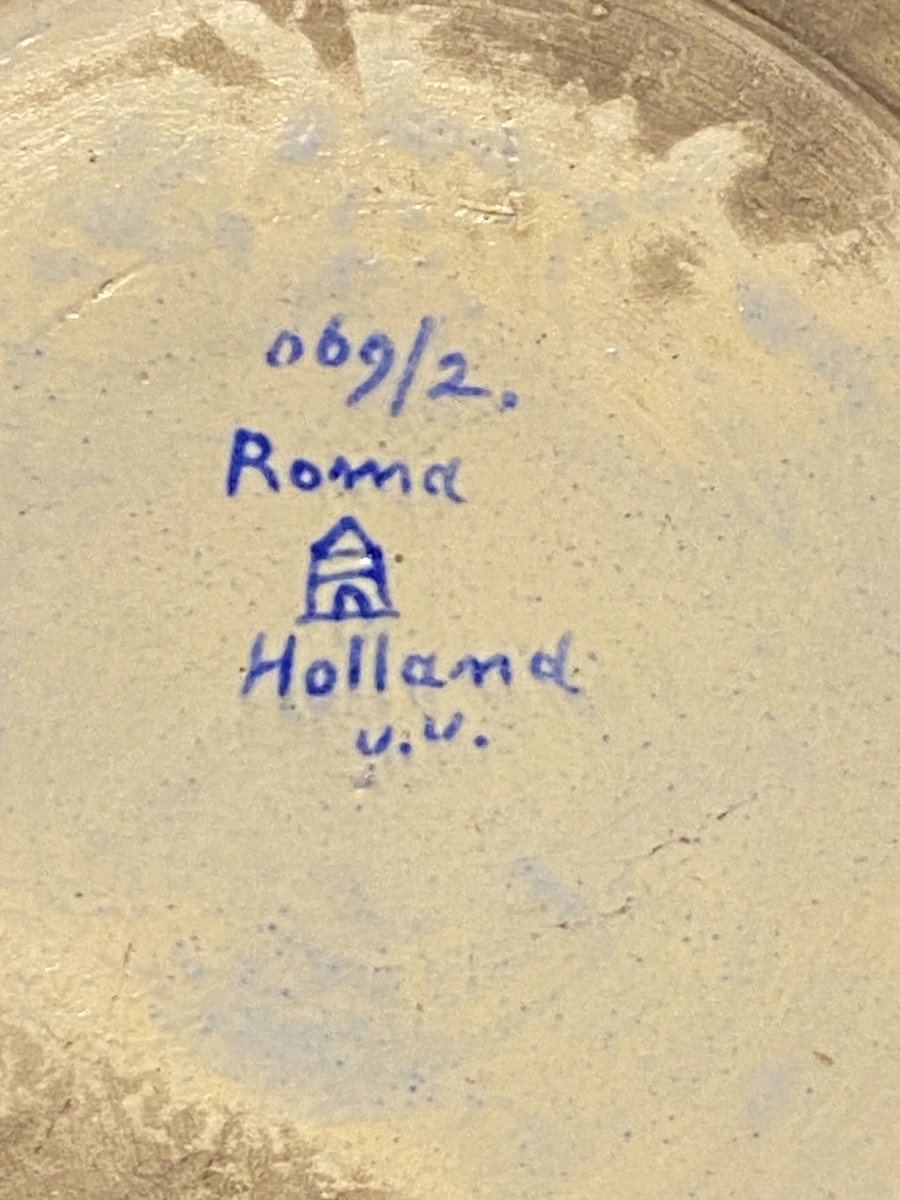 069/2.
Roma
Holland
v.v.